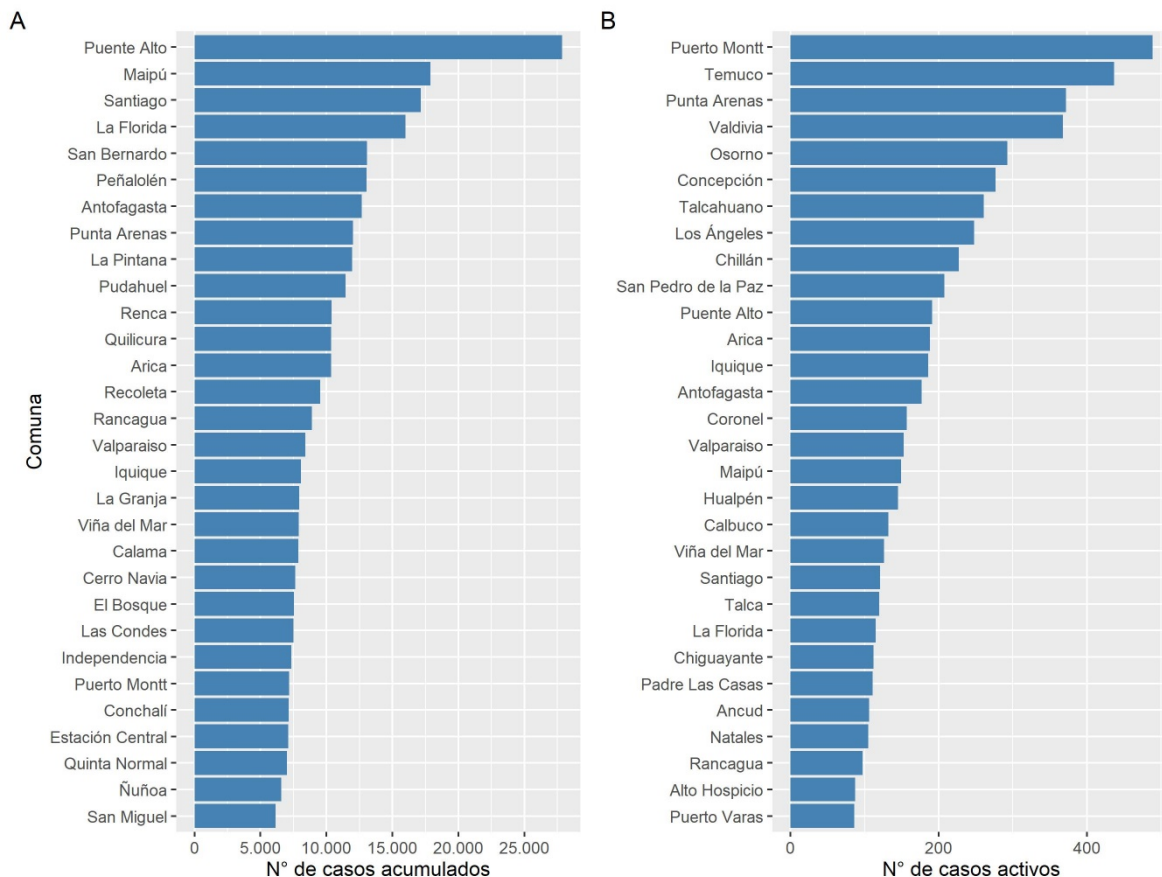 A
Puente Alto
Maipú
Santiago
La Florida
San Bernardo
Peñalolén
Antofagasta
Punta Arenas
La Pintana
Pudahuel
Renca
Quilicura
Arica
Recoleta
Rancagua
Valparaiso
Iquique
La Granja
Viña del Mar
Calama
Cerro Navia
El Bosque
Las Condes
Independencia
Puerto Montt
Conchalí
Estación Central
Quinta Normal
Ñuñoa
San Miguel
Comuna
0 5.000 10.000 15.000 20.000 25.000
N° de casos acumulados
B
Puerto Montt
Temuco
Punta Arenas
Valdivia
Osorno
Concepción
Talcahuano
Los Ángeles
Chillán
San Pedro de la Paz
Puente Alto
Arica
Iquique
Antofagasta
Coronel
Valparaiso
Maipú
Hualpén
Calbuco
Viña del Mar
Santiago
Talca
La Florida
Chiguayante
Padre Las Casas
Ancud
Natales
Rancagua
Alto Hospicio
Puerto Varas
0 200 400
N° de casos activos